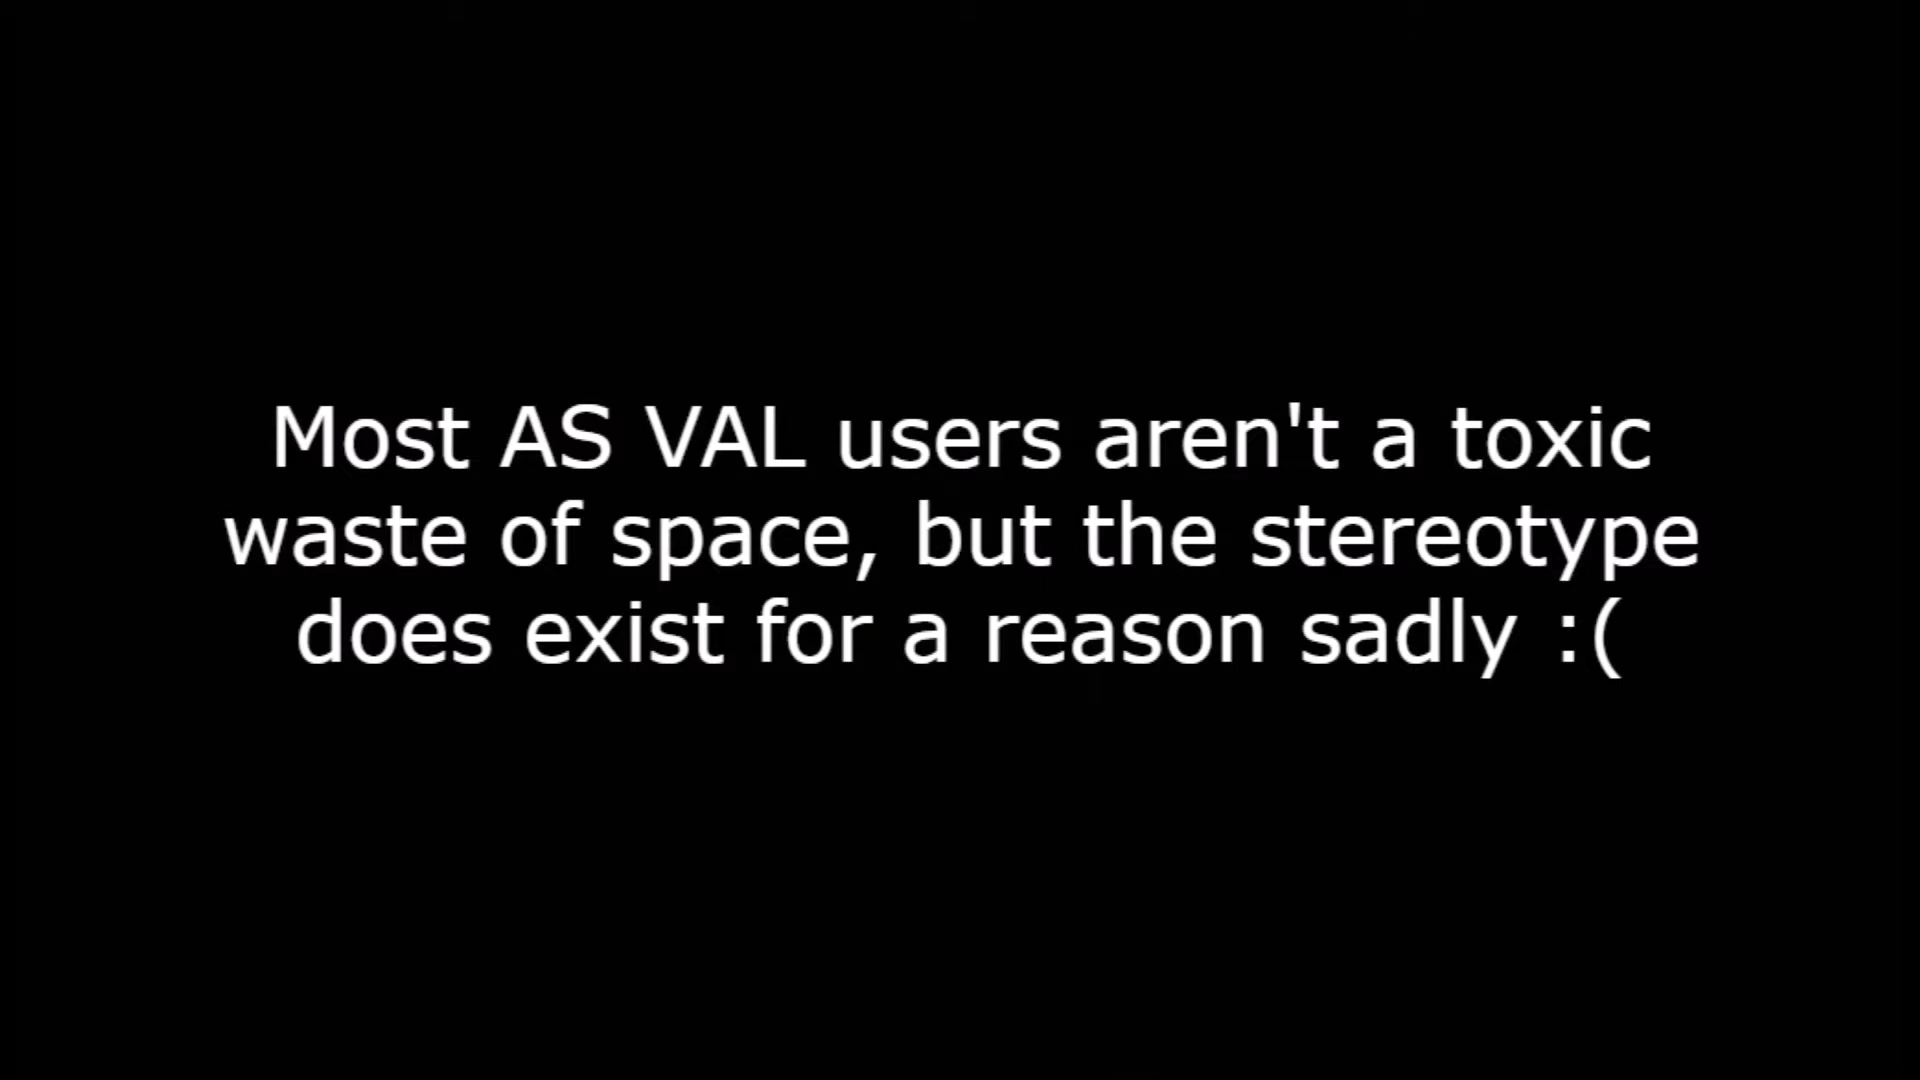 Most AS VAL users aren't a toxic
waste of space, but the stereotype
does exist for a reason sadly :(